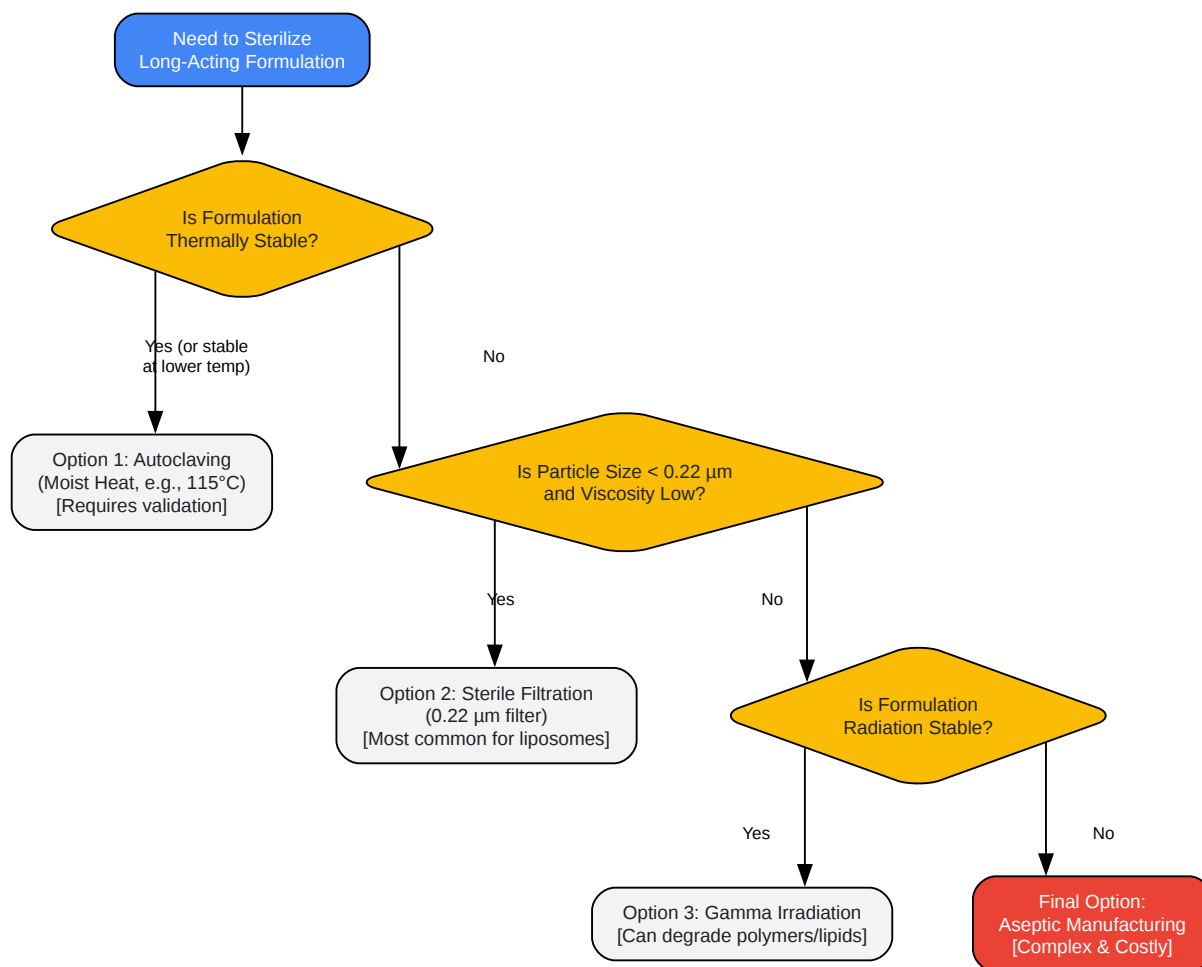 Need to Sterilize
Long-Acting Formulation
Is Formulation
Thermally Stable?
Yes (or stable
at lower temp)
No
Option 1: Autoclaving
(Moist Heat, e.g., 115°C)
[Requires validation]
Is Particle Size < 0.22 µm
and Viscosity Low?
Yes
No
Option 2: Sterile Filtration
(0.22 µm filter)
[Most common for liposomes]
Is Formulation
Radiation Stable?
Yes
No
Option 3: Gamma Irradiation
[Can degrade polymers/lipids]
Final Option:
Aseptic Manufacturing
[Complex & Costly]